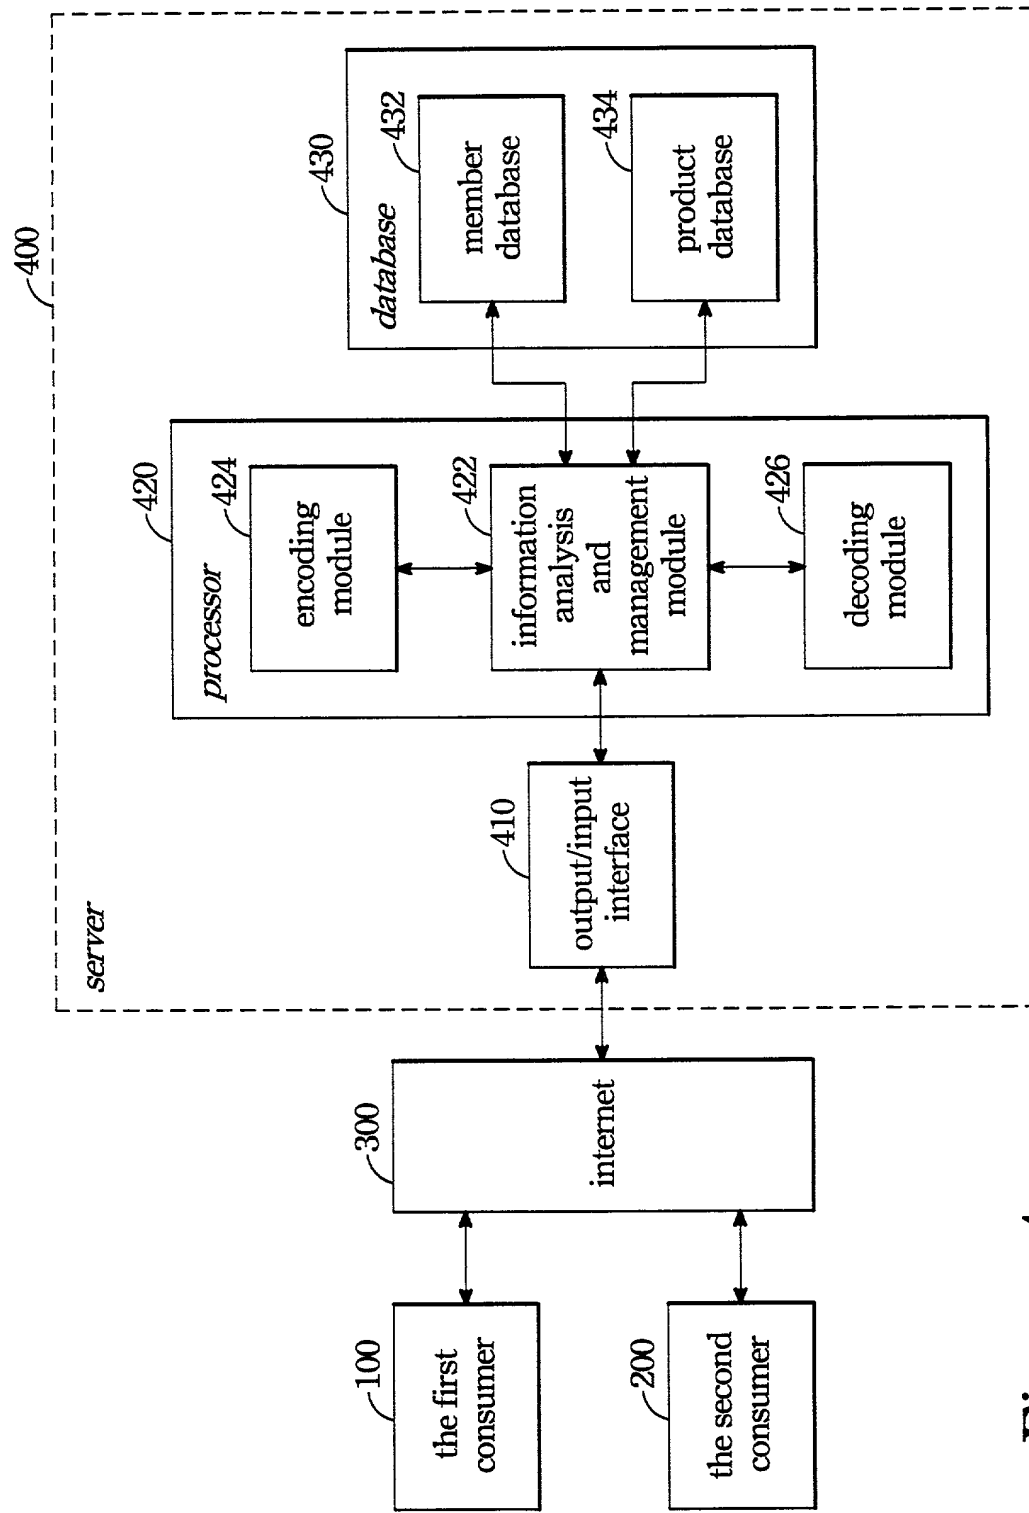 400
server
420
processor
424
encoding
module
422
information
analysis
and
management
module
426
decoding
module
430
database
432
member
database
434
product
database
410
output/input
interface
300
internet
100
the first
consumer
200
the second
consumer